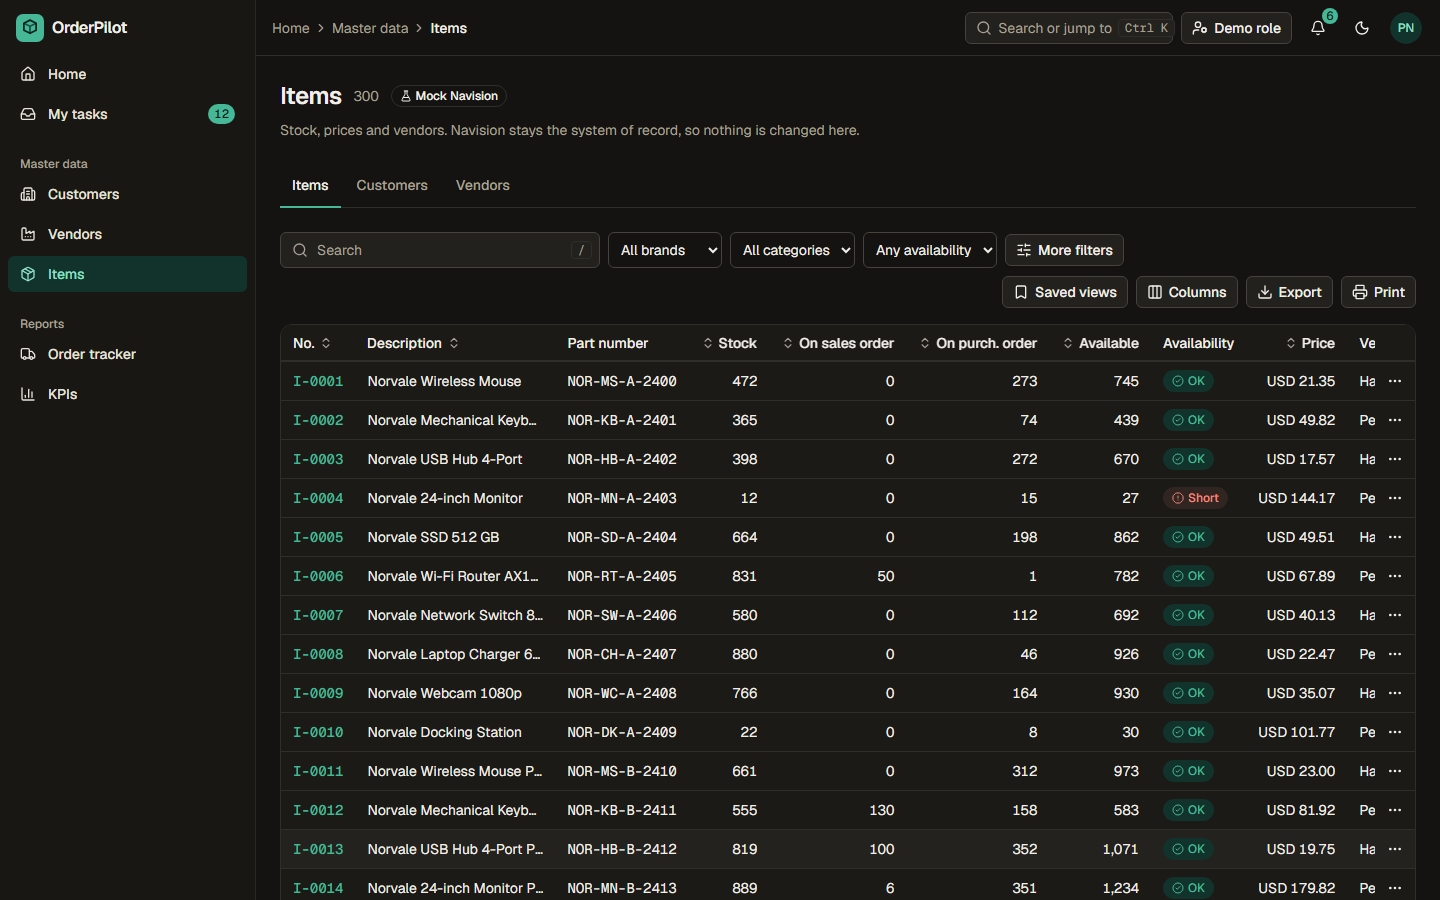 OrderPilot
Home
My tasks 12
Master data
Customers
Vendors
Items
Reports
Order tracker
KPIs
Home Master data Items
Search or jump to Ctrl K
Demo role
6
PN
Items 300 Mock Navision
Stock, prices and vendors. Navision stays the system of record, so nothing is changed here.
Items Customers Vendors
Search / All brands All categories Any availability More filters
Saved views Columns Export Print
No. Description Part number Stock On sales order On purch. order Available Availability Price Ve
I-0001 Norvale Wireless Mouse NOR-MS-A-2400 472 0 273 745 OK USD 21.35 Ha ...
I-0002 Norvale Mechanical Keyb... NOR-KB-A-2401 365 0 74 439 OK USD 49.82 Pe ...
I-0003 Norvale USB Hub 4-Port NOR-HB-A-2402 398 0 272 670 OK USD 17.57 Ha ...
I-0004 Norvale 24-inch Monitor NOR-MN-A-2403 12 0 15 27 Short USD 144.17 Pe ...
I-0005 Norvale SSD 512 GB NOR-SD-A-2404 664 0 198 862 OK USD 49.51 Ha ...
I-0006 Norvale Wi-Fi Router AX1... NOR-RT-A-2405 831 50 1 782 OK USD 67.89 Pe ...
I-0007 Norvale Network Switch 8... NOR-SW-A-2406 580 0 112 692 OK USD 40.13 Ha ...
I-0008 Norvale Laptop Charger 6... NOR-CH-A-2407 880 0 46 926 OK USD 22.47 Pe ...
I-0009 Norvale Webcam 1080p NOR-WC-A-2408 766 0 164 930 OK USD 35.07 Ha ...
I-0010 Norvale Docking Station NOR-DK-A-2409 22 0 8 30 OK USD 101.77 Pe ...
I-0011 Norvale Wireless Mouse P... NOR-MS-B-2410 661 0 312 973 OK USD 23.00 Ha ...
I-0012 Norvale Mechanical Keyb... NOR-KB-B-2411 555 130 158 583 OK USD 81.92 Pe ...
I-0013 Norvale USB Hub 4-Port P... NOR-HB-B-2412 819 100 352 1,071 OK USD 19.75 Ha ...
I-0014 Norvale 24-inch Monitor P... NOR-MN-B-2413 889 6 351 1,234 OK USD 179.82 Pe ...